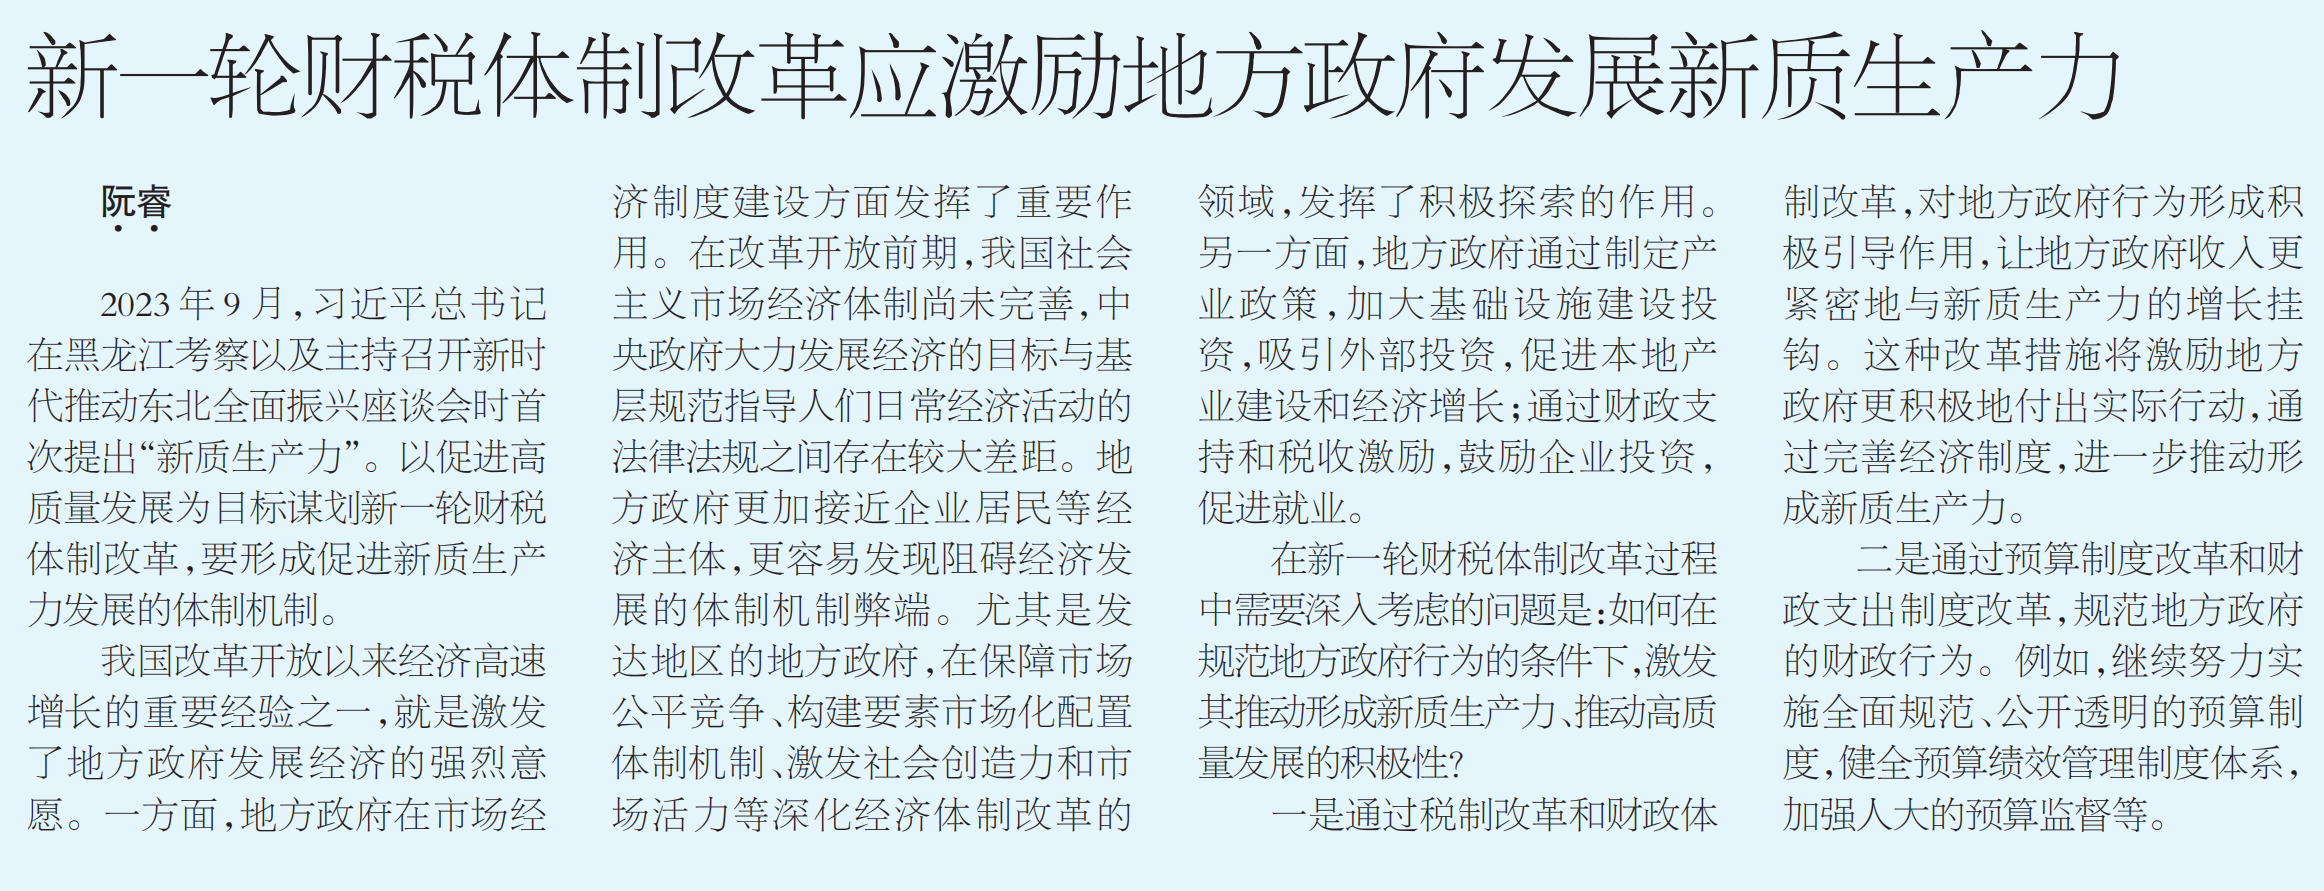 新一轮财税体制改革应激励地方政府发展新质生产力
阮睿
2023年9月,习近平总书记
在黑龙江考察以及主持召开新时
代推动东北全面振兴座谈会时首
次提出“新质生产力”。以促进高
质量发展为目标谋划新一轮财税
体制改革,要形成促进新质生产
力发展的体制机制。
我国改革开放以来经济高速
增长的重要经验之一,就是激发
了地方政府发展经济的强烈意
愿。一方面,地方政府在市场经
济制度建设方面发挥了重要作
用。在改革开放前期,我国社会
主义市场经济体制尚未完善,中
央政府大力发展经济的目标与基
层规范指导人们日常经济活动的
法律法规之间存在较大差距。地
方政府更加接近企业居民等经
济主体,更容易发现阻碍经济发
展的体制机制弊端。尤其是发
达地区的地方政府,在保障市场
公平竞争、构建要素市场化配置
体制机制、激发社会创造力和市
场活力等深化经济体制改革的
领域,发挥了积极探索的作用。
另一方面,地方政府通过制定产
业政策,加大基础设施建设投
资,吸引外部投资,促进本地产
业建设和经济增长;通过财政支
持和税收激励,鼓励企业投资,
促进就业。
在新一轮财税体制改革过程
中需要深入考虑的问题是:如何在
规范地方政府行为的条件下,激发
其推动形成新质生产力、推动高质
量发展的积极性?
一是通过税制改革和财政体
制改革,对地方政府行为形成积
极引导作用,让地方政府收入更
紧密地与新质生产力的增长挂
钩。这种改革措施将激励地方
政府更积极地付出实际行动,通
过完善经济制度,进一步推动形
成新质生产力。
二是通过预算制度改革和财
政支出制度改革,规范地方政府
的财政行为。例如,继续努力实
施全面规范、公开透明的预算制
度,健全预算绩效管理制度体系,
加强人大的预算监督等。